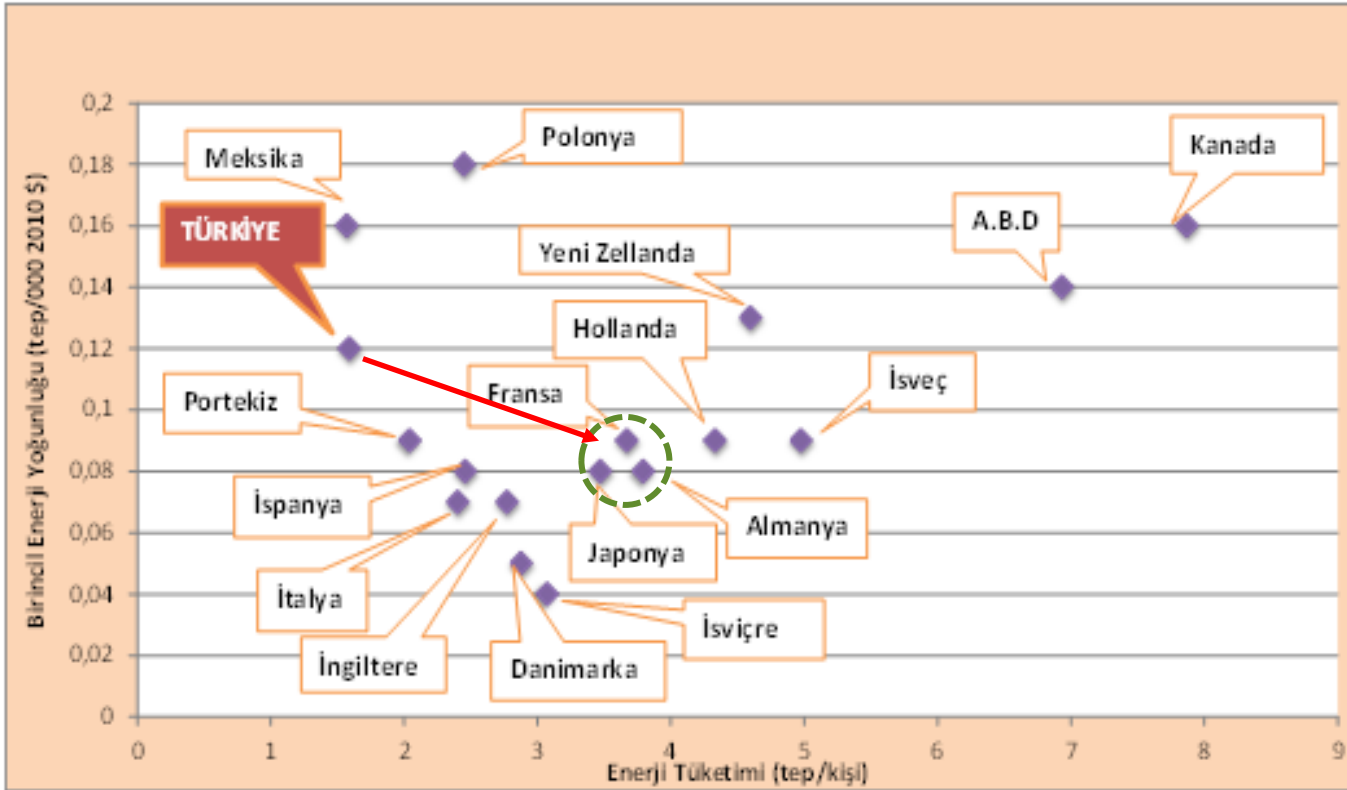 Birincil Enerji Yoğunluğu (tep/000 2010 $)
0,2
0,18
0,16
0,14
0,12
0,1
0,08
0,06
0,04
0,02
0
Polonya
Kanada
Meksika
A.B.D
TÜRKİYE
Yeni Zellanda
Hollanda
İsveç
Fransa
Portekiz
İspanya
Almanya
Japonya
İtalya
İsviçre
İngiltere
Danimarka
0 1 2 3 4 5 6 7 8 9
Enerji Tüketimi (tep/kişi)